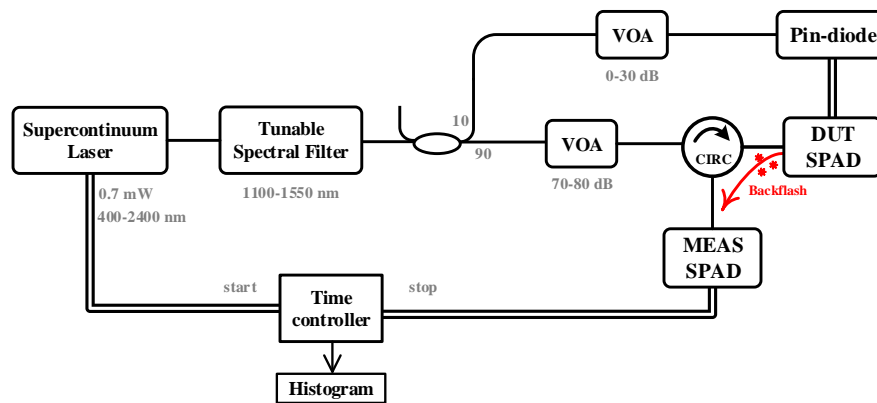 VOA
Pin-diode
0-30 dB
10
Supercontinuum
Laser
Tunable
Spectral Filter
90
VOA
CIRC
DUT
SPAD
0.7 mW
400-2400 nm
1100-1550 nm
70-80 dB
Backflash
MEAS
SPAD
start
Time
controller
stop
Histogram